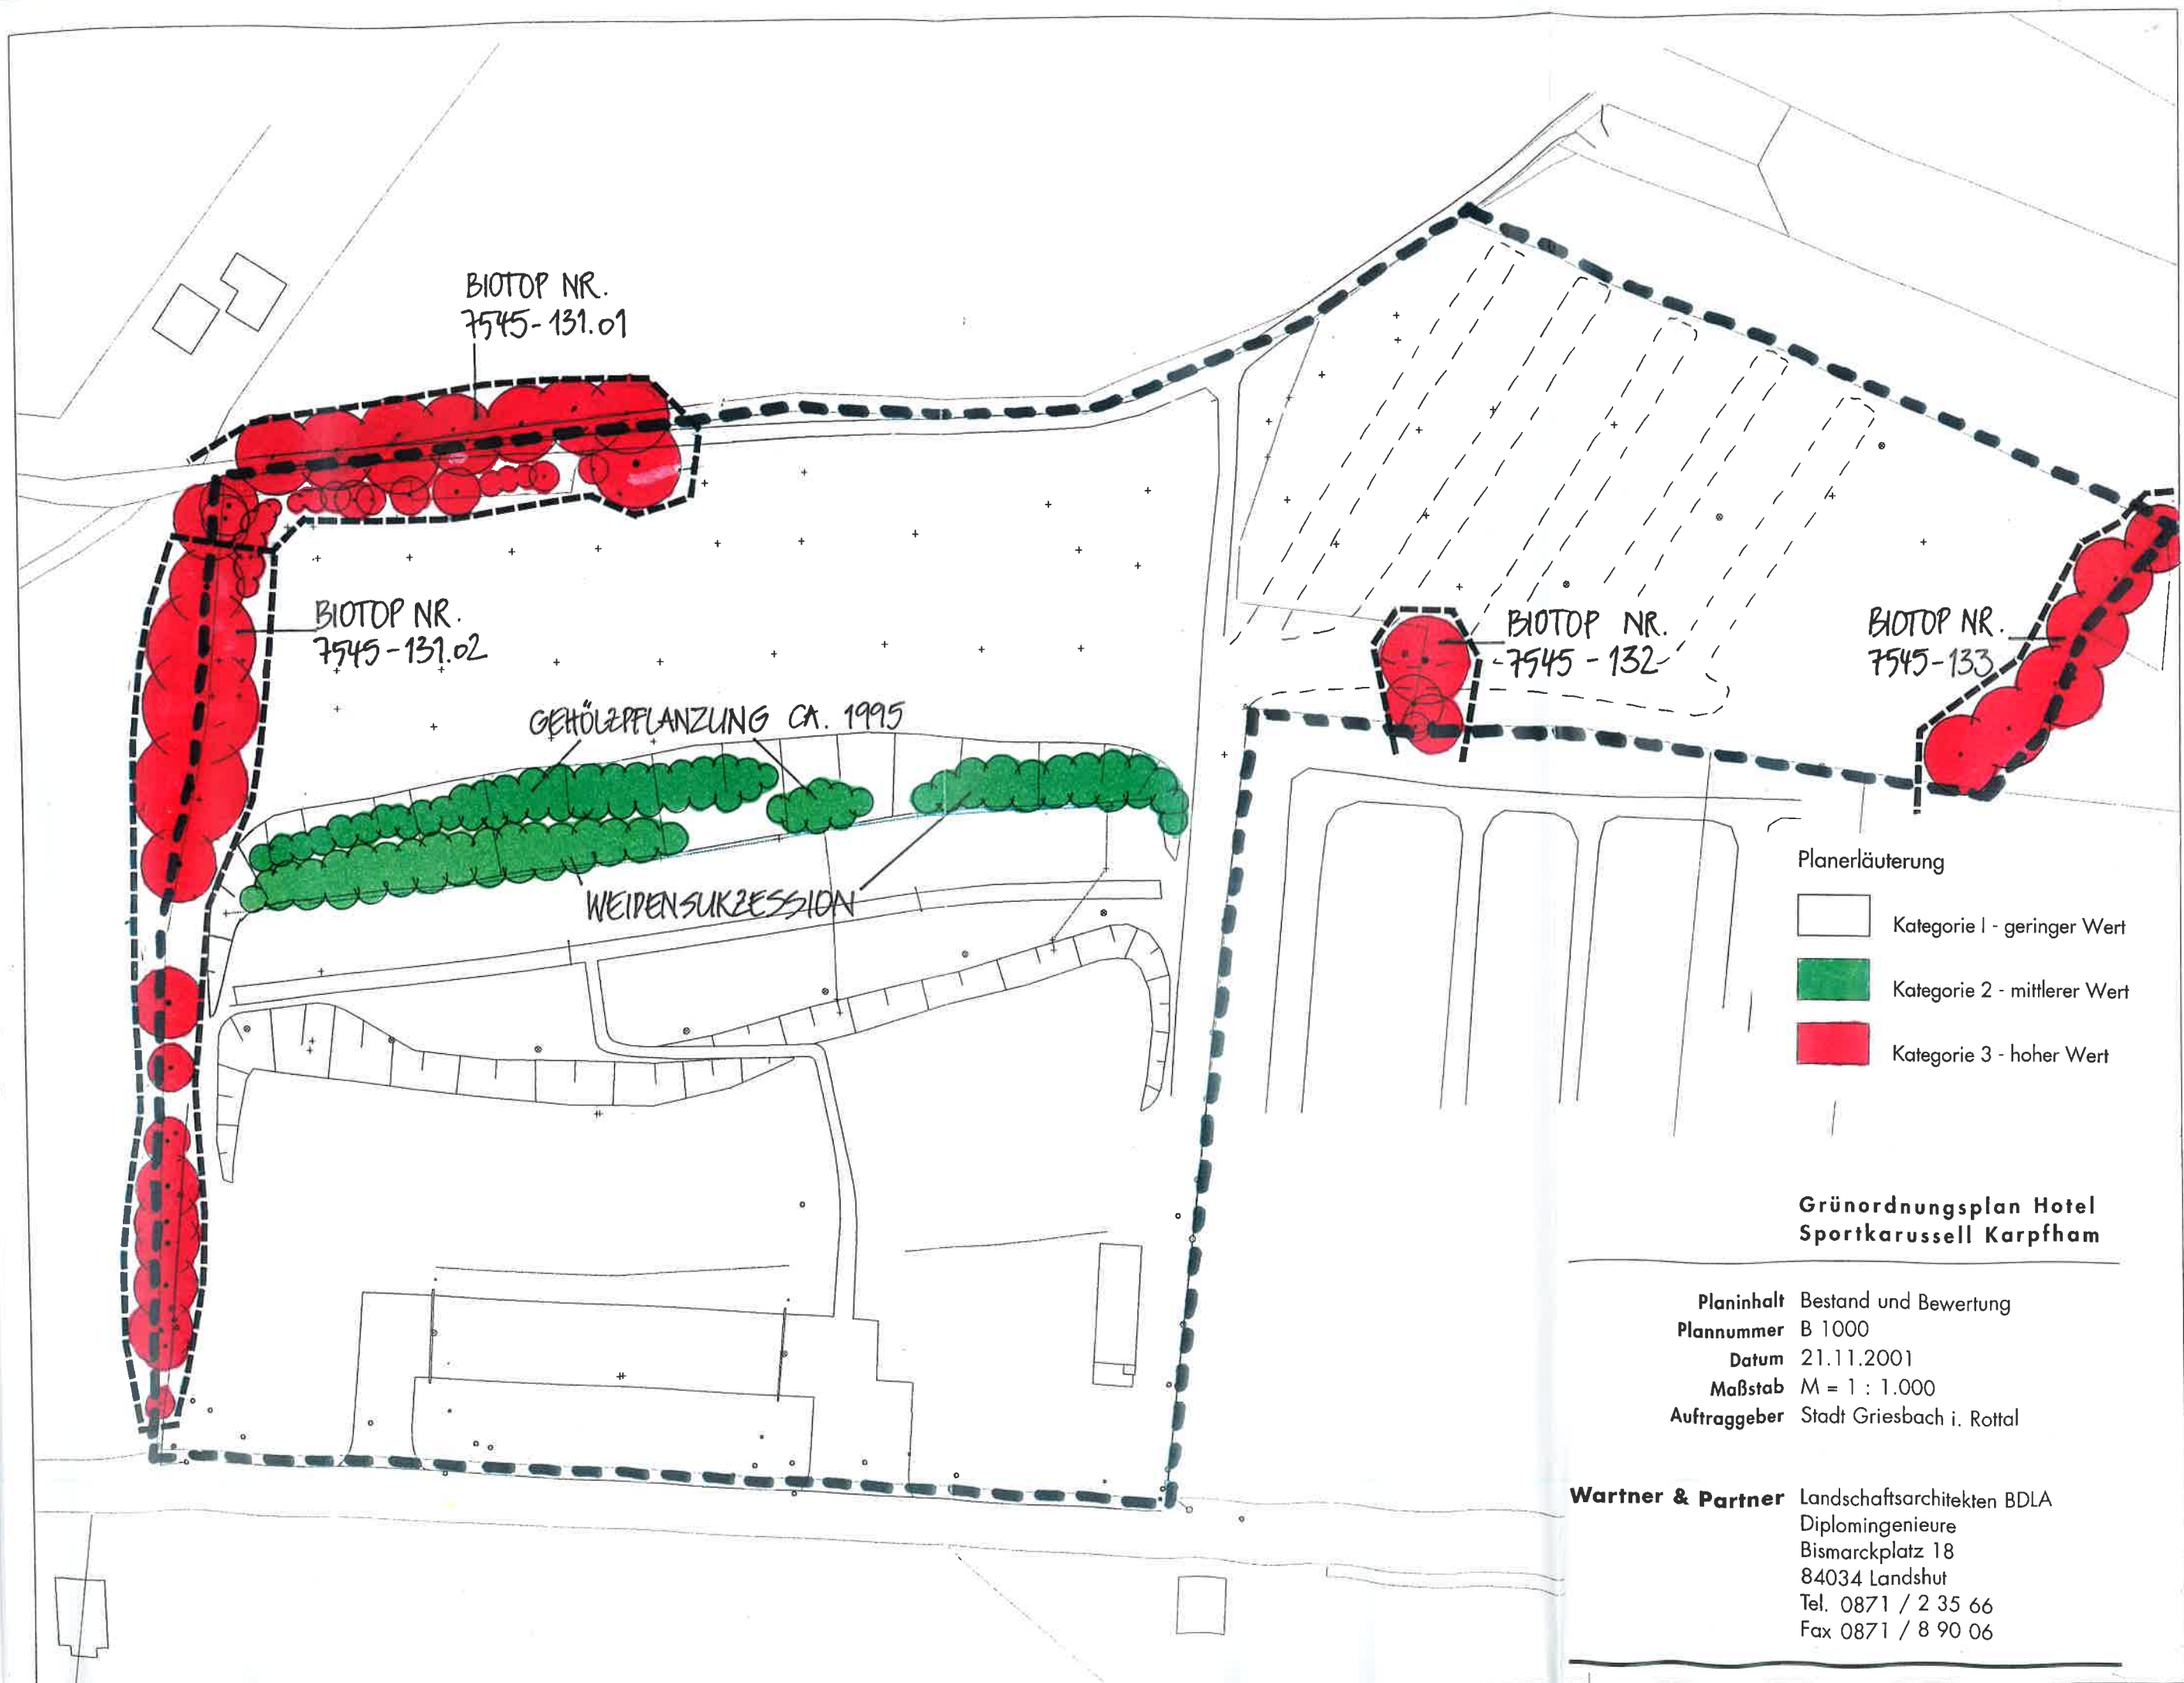 BIOTOP NR.
7545-131.01
BIOTOP NR.
7545-131.02
BIOTOP NR.
7545-132
BIOTOP NR.
7545-133
GEHÖLZPFLANZUNG CA. 1995
WEIDENSUKZESSION
Planerläuterung
Kategorie I - geringer Wert
Kategorie 2 - mittlerer Wert
Kategorie 3 - hoher Wert
Grünordnungsplan Hotel
Sportkarussell Karpfham
Planinhalt Bestand und Bewertung
Plannummer B 1000
Datum 21.11.2001
Maßstab M = 1 : 1.000
Auftraggeber Stadt Griesbach i. Rottal
Wartner & Partner Landschaftsarchitekten BDLA
Diplomingenieure
Bismarckplatz 18
84034 Landshut
Tel. 0871 / 2 35 66
Fax 0871 / 8 90 06